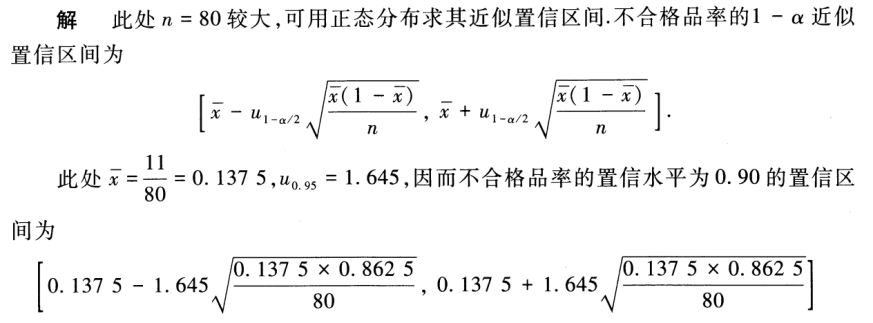 解 此处 n = 80 较大,可用正态分布求其近似置信区间.不合格品率的1 - α 近似
置信区间为
[ x̄ - u_{1-α/2} √(x̄(1 - x̄)/n) , x̄ + u_{1-α/2} √(x̄(1 - x̄)/n) ].
此处 x̄ = 11/80 = 0.137 5,u_{0.95} = 1.645,因而不合格品率的置信水平为 0.90 的置信区
间为
[ 0.137 5 - 1.645 √(0.137 5 × 0.862 5/80) , 0.137 5 + 1.645 √(0.137 5 × 0.862 5/80) ]